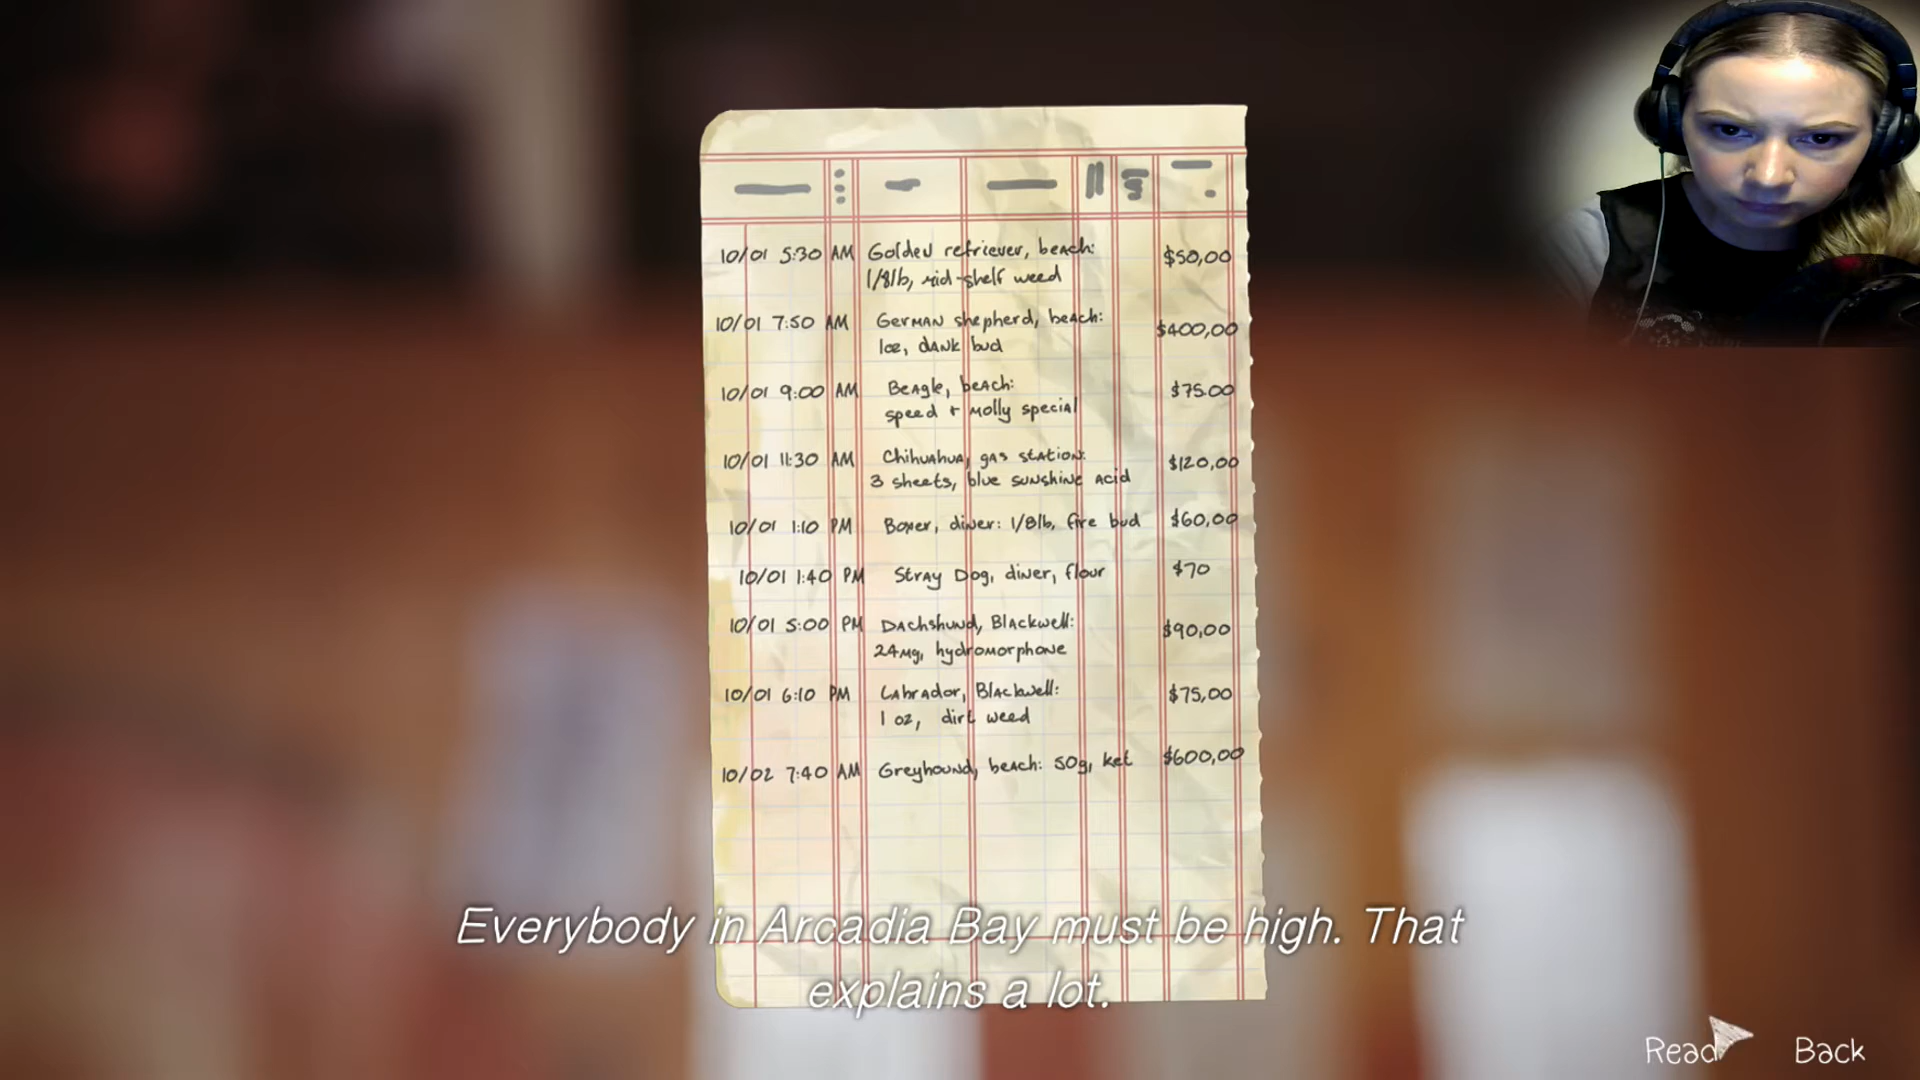 10/01 5:30 AM Golden retriever, beach: $50,00
1/8lb, mid-shelf weed
10/01 7:50 AM German shepherd, beach: $400,00
1oz, dank bud
10/01 9:00 AM Beagle, beach: $75.00
speed + Molly special
10/01 11:30 AM Chihuahua, gas station: $120,00
3 sheets, blue sunshine acid
10/01 1:10 PM Boxer, diner: 1/8lb, fire bud $60,00
10/01 1:40 PM Stray Dog, diner, flour $70
10/01 5:00 PM Dachshund, Blackwell: $90,00
24mg, hydromorphone
10/01 6:10 PM Labrador, Blackwell: $75,00
1 oz, dirt weed
10/02 7:40 AM Greyhound, beach: 50g, ket $600,00
Everybody in Arcadia Bay must be high. That
explains a lot.
Read Back